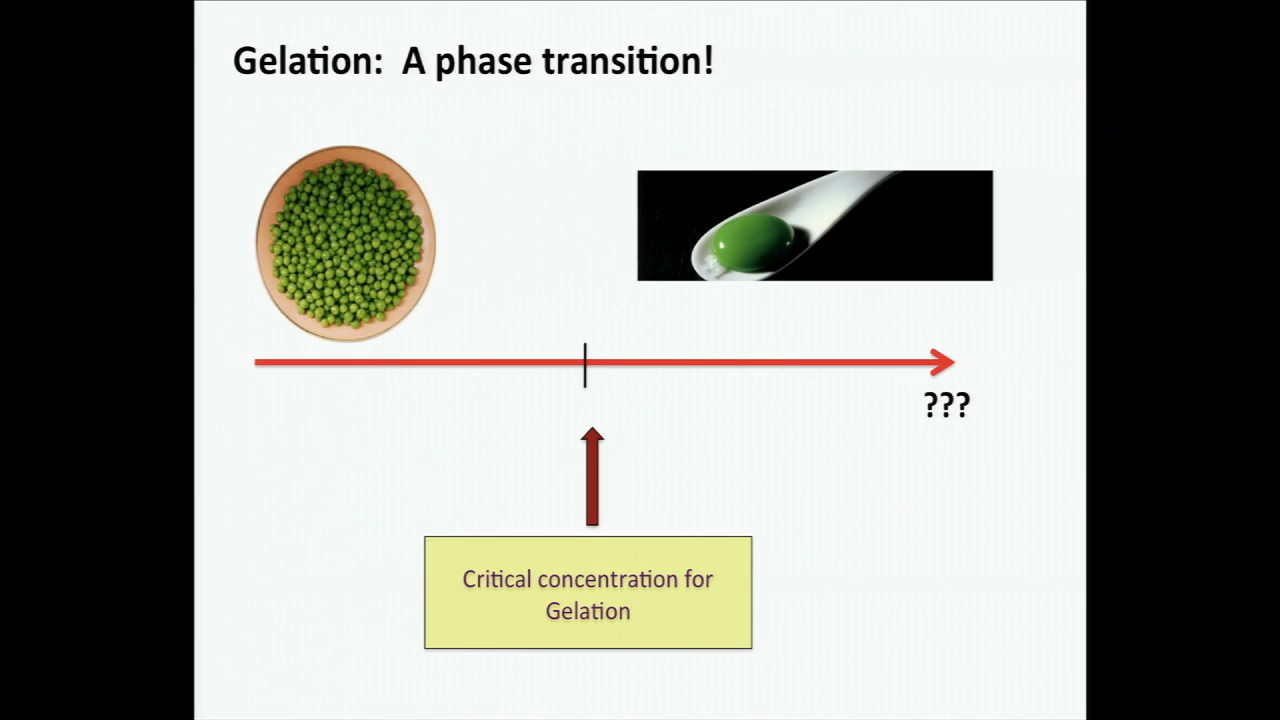 Gelation: A phase transition!
???
Critical concentration for
Gelation